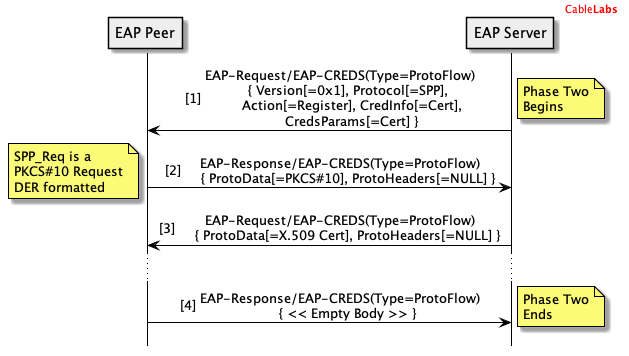 CableLabs
EAP Peer
EAP Server
EAP-Request/EAP-CREDS(Type=ProtoFlow)
[1]
{ Version[=0x1], Protocol[=SPP],
Action[=Register], CredInfo[=Cert],
CredsParams[=Cert] }
Phase Two
Begins
SPP_Req is a
PKCS#10 Request
DER formatted
[2]
EAP-Response/EAP-CREDS(Type=ProtoFlow)
{ ProtoData[=PKCS#10], ProtoHeaders[=NULL] }
[3]
EAP-Request/EAP-CREDS(Type=ProtoFlow)
{ ProtoData[=X.509 Cert], ProtoHeaders[=NULL] }
[4]
EAP-Response/EAP-CREDS(Type=ProtoFlow)
{ << Empty Body >> }
Phase Two
Ends